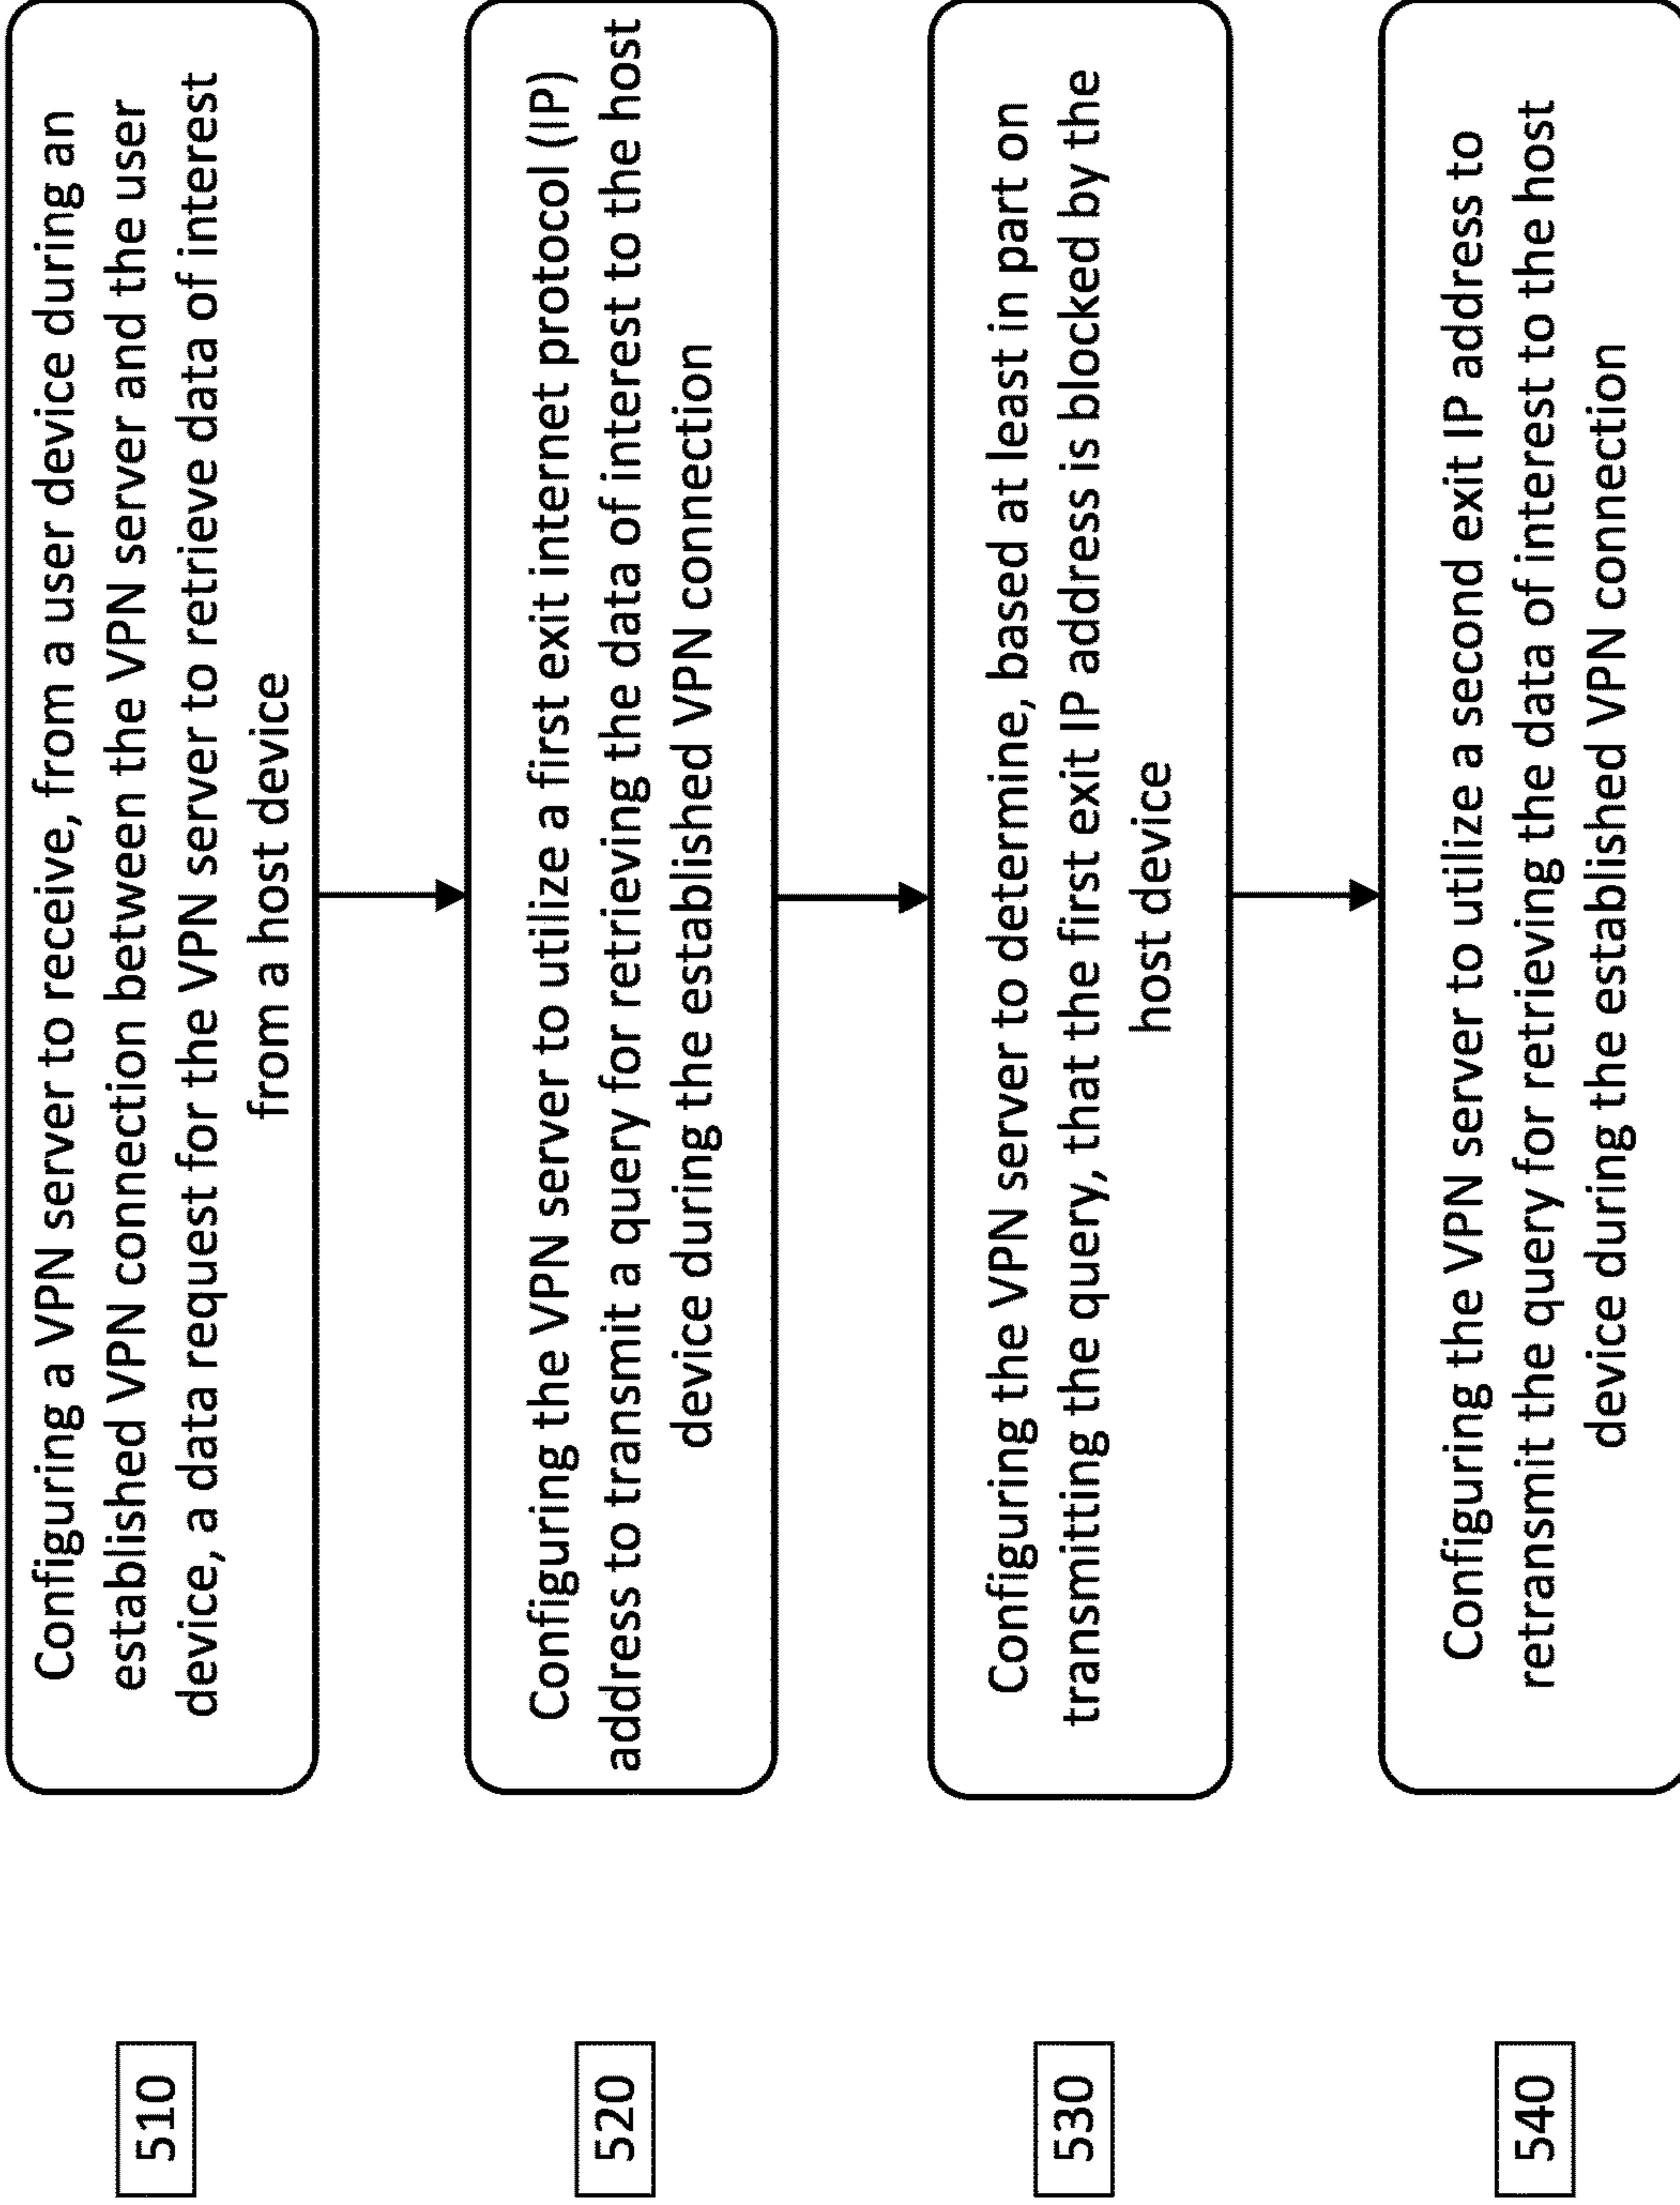 510
Configuring a VPN server to receive, from a user device during an
established VPN connection between the VPN server and the user
device, a data request for the VPN server to retrieve data of interest
from a host device
520
Configuring the VPN server to utilize a first exit internet protocol (IP)
address to transmit a query for retrieving the data of interest to the host
device during the established VPN connection
530
Configuring the VPN server to determine, based at least in part on
transmitting the query, that the first exit IP address is blocked by the
host device
540
Configuring the VPN server to utilize a second exit IP address to
retransmit the query for retrieving the data of interest to the host
device during the established VPN connection